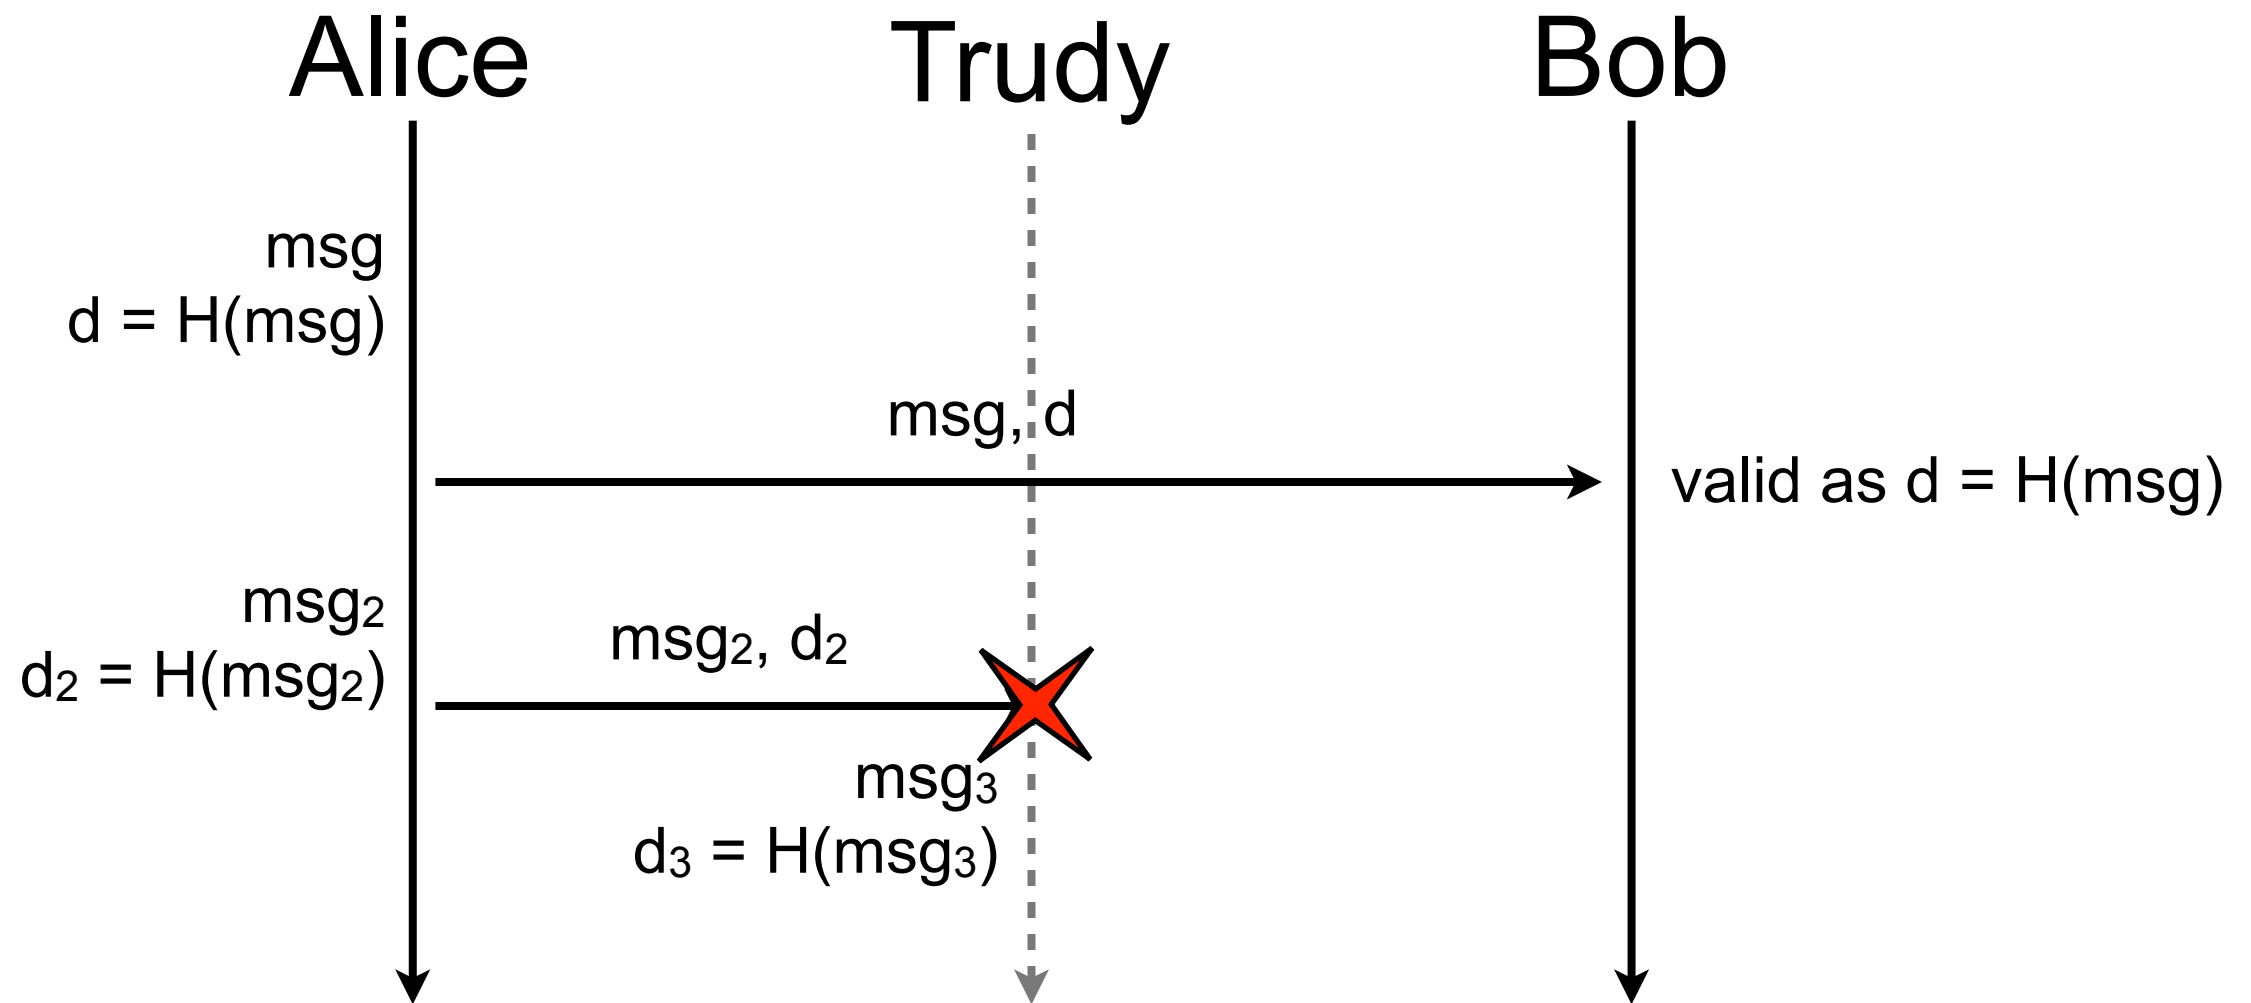 Alice Trudy Bob
msg
d = H(msg)
msg, d
valid as d = H(msg)
msg₂
d₂ = H(msg₂)
msg₂, d₂
msg₃
d₃ = H(msg₃)